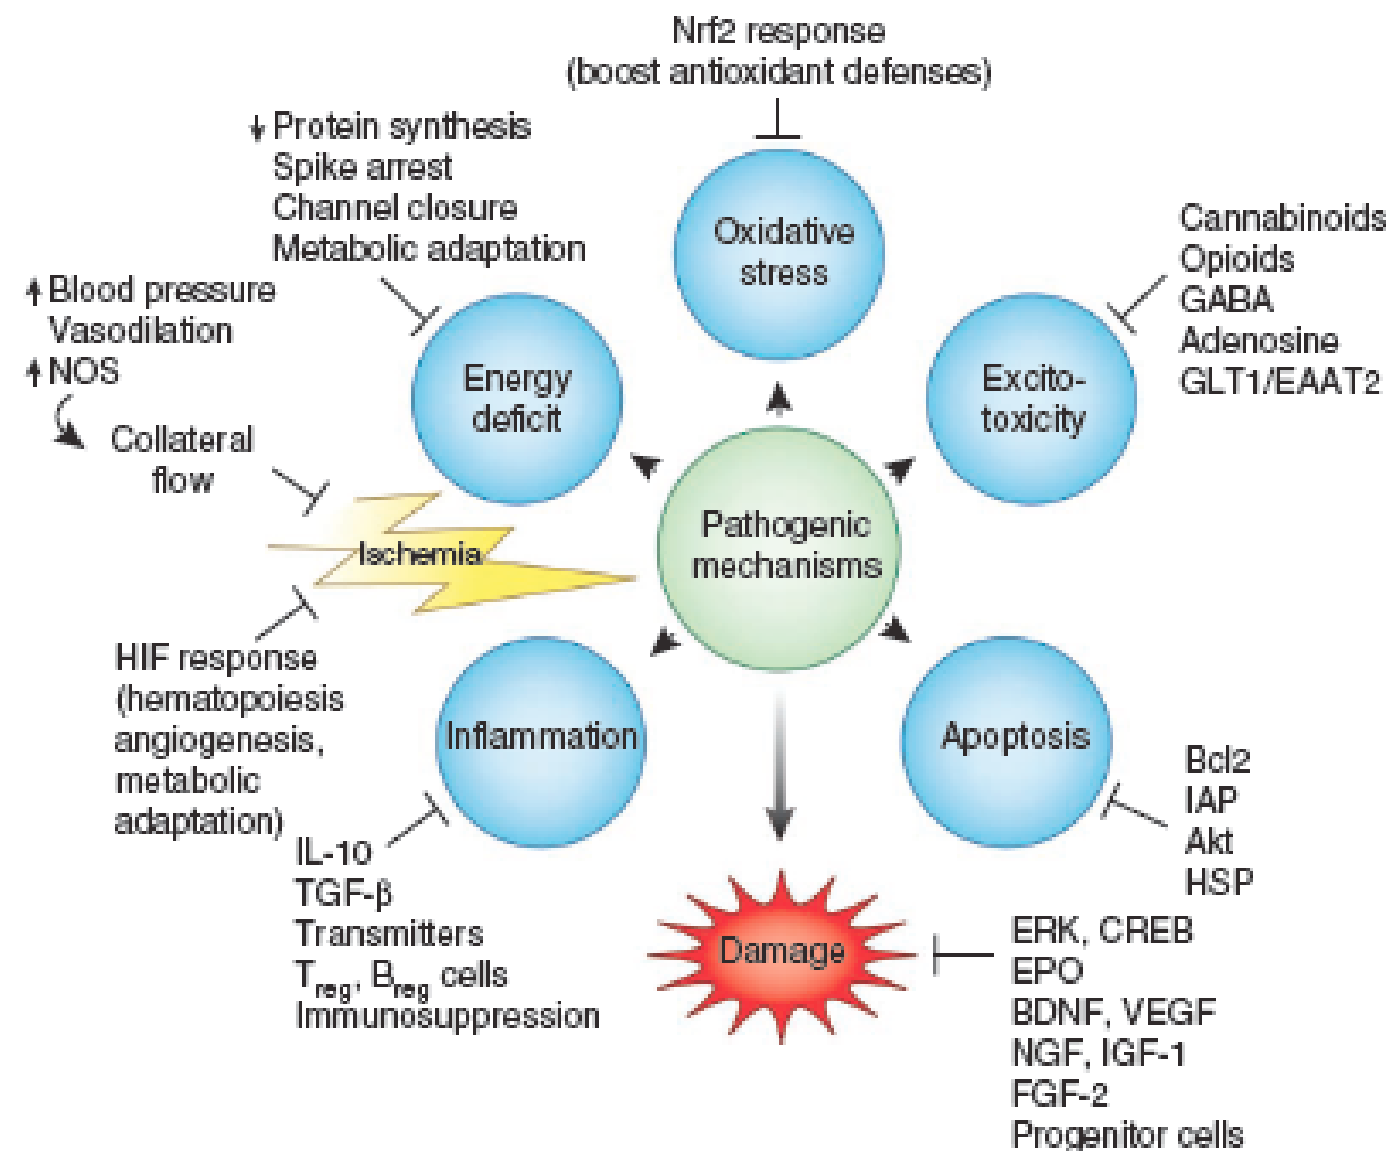 Nrf2 response
(boost antioxidant defenses)
Protein synthesis
Spike arrest
Channel closure
Metabolic adaptation
Oxidative
stress
Cannabinoids
Opioids
GABA
Adenosine
GLT1/EAAT2
Blood pressure
Vasodilation
NOS
Collateral
flow
Energy
deficit
Excito-
toxicity
Pathogenic
mechanisms
Ischemia
HIF response
(hematopoiesis
angiogenesis,
metabolic
adaptation)
Inflammation
Apoptosis
Bcl2
IAP
Akt
HSP
IL-10
TGF-β
Transmitters
Treg, Breg cells
Immunosuppression
Damage
ERK, CREB
EPO
BDNF, VEGF
NGF, IGF-1
FGF-2
Progenitor cells